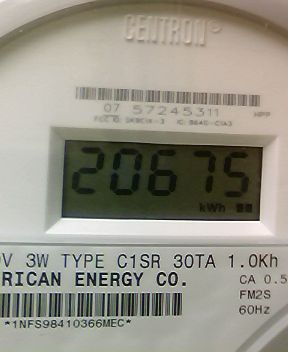 CENTRON®
07 57245311 HPP
20675
kWh
V 3W TYPE C1SR 30TA 1.0Kh
RICAN ENERGY CO.
CA 0.5
FM2S
60Hz
*1NFS98410366MEC*